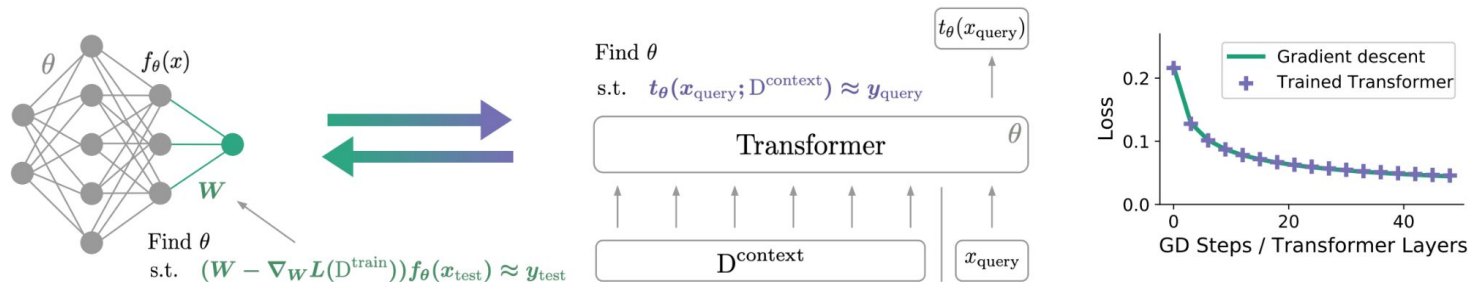 θ
f_θ(x)
W
Find θ
s.t. (W − ∇_W L(D^train)) f_θ(x_test) ≈ y_test
t_θ(x_query)
Find θ
s.t. t_θ(x_query; D^context) ≈ y_query
θ
Transformer
D^context
x_query
Gradient descent
Trained Transformer
Loss
0.2
0.1
0.0
0
20
40
GD Steps / Transformer Layers